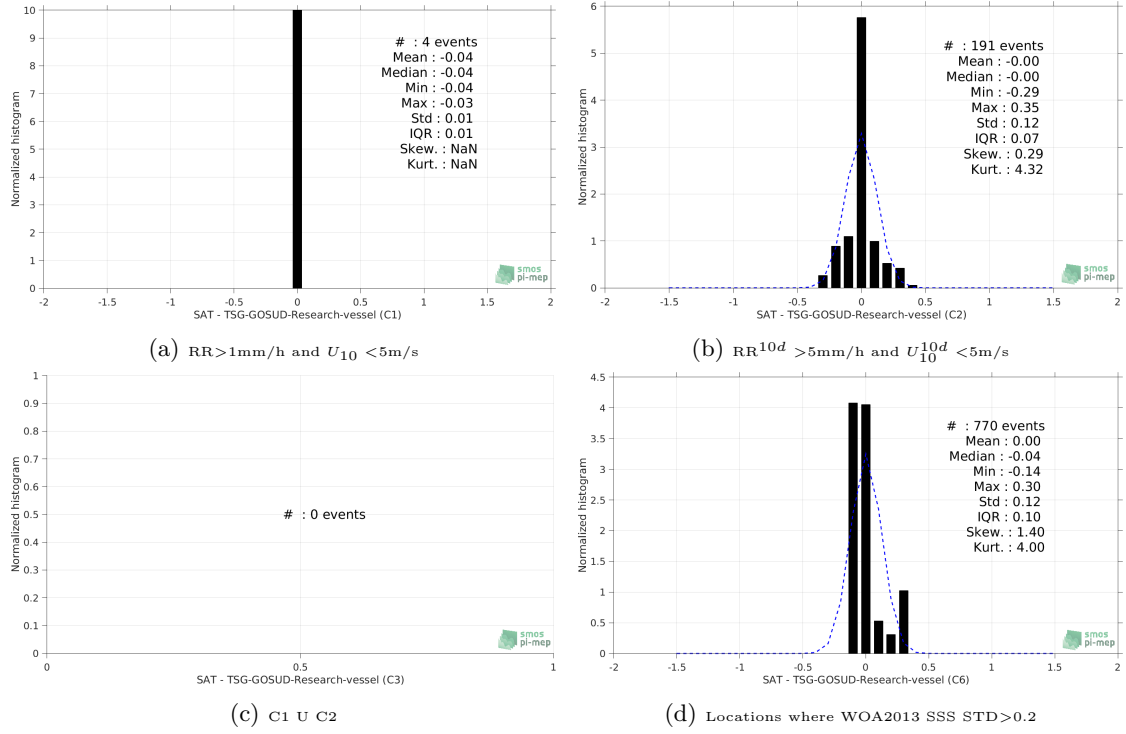 10
9
8
7
6
5
4
3
2
1
0
-2
-1.5
-1
-0.5
0
0.5
1
1.5
2
Normalized histogram
SAT - TSG-GOSUD-Research-vessel (C1)
# : 4 events
Mean : -0.04
Median : -0.04
Min : -0.04
Max : -0.03
Std : 0.01
IQR : 0.01
Skew. : NaN
Kurt. : NaN
smos
pi-mep
(a) RR>1mm/h and U10 <5m/s
6
5
4
3
2
1
0
-2
-1.5
-1
-0.5
0
0.5
1
1.5
2
Normalized histogram
SAT - TSG-GOSUD-Research-vessel (C2)
# : 191 events
Mean : -0.00
Median : -0.00
Min : -0.29
Max : 0.35
Std : 0.12
IQR : 0.07
Skew. : 0.29
Kurt. : 4.32
smos
pi-mep
(b) RR10d >5mm/h and U10d10 <5m/s
1
0.9
0.8
0.7
0.6
0.5
0.4
0.3
0.2
0.1
0
0
0.5
1
Normalized histogram
SAT - TSG-GOSUD-Research-vessel (C3)
# : 0 events
smos
pi-mep
(c) C1 U C2
4.5
4
3.5
3
2.5
2
1.5
1
0.5
0
-2
-1.5
-1
-0.5
0
0.5
1
1.5
2
Normalized histogram
SAT - TSG-GOSUD-Research-vessel (C6)
# : 770 events
Mean : 0.00
Median : -0.04
Min : -0.14
Max : 0.30
Std : 0.12
IQR : 0.10
Skew. : 1.40
Kurt. : 4.00
smos
pi-mep
(d) Locations where WOA2013 SSS STD>0.2